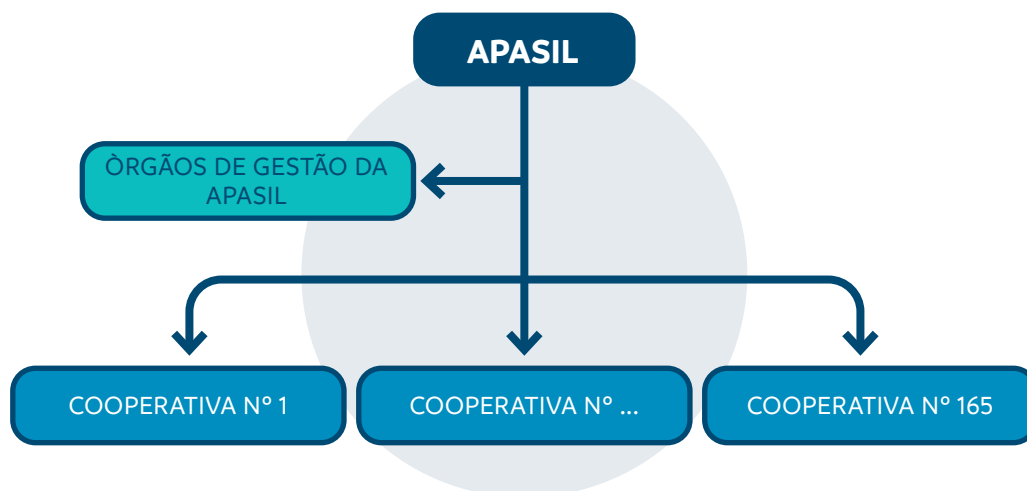 APASIL
ÒRGÃOS DE GESTÃO DA
APASIL
COOPERATIVA Nº 1
COOPERATIVA Nº ...
COOPERATIVA Nº 165